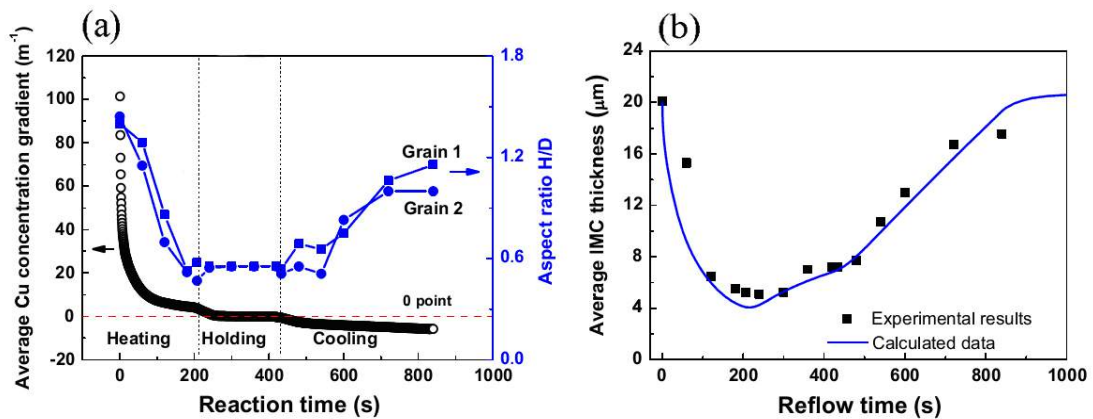 (a)
Average Cu concentration gradient (m⁻¹)
120
100
80
60
40
20
0
-20
0 200 400 600 800 1000
Reaction time (s)
1.8
1.2
0.6
0.0
Aspect ratio H/D
Grain 1
Grain 2
0 point
Heating Holding Cooling
(b)
Average IMC thickness (μm)
24
20
16
12
8
4
0
0 200 400 600 800 1000
Reflow time (s)
Experimental results
Calculated data